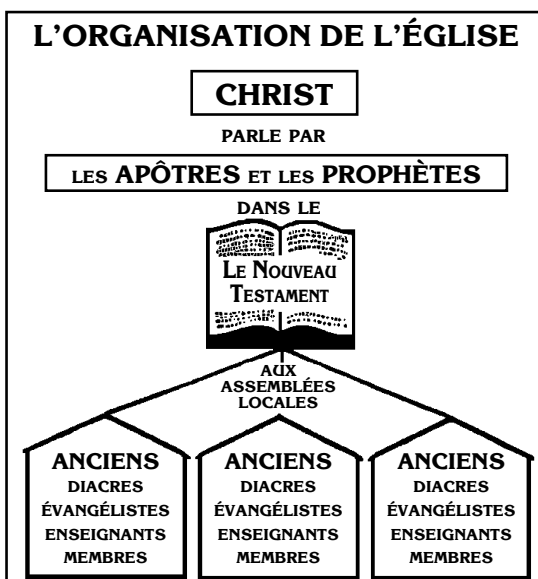 L'ORGANISATION DE L'ÉGLISE
CHRIST
PARLE PAR
LES APÔTRES ET LES PROPHÈTES
DANS LE
LE NOUVEAU
TESTAMENT
AUX
ASSEMBLÉES
LOCALES
ANCIENS
DIACRES
ÉVANGÉLISTES
ENSEIGNANTS
MEMBRES
ANCIENS
DIACRES
ÉVANGÉLISTES
ENSEIGNANTS
MEMBRES
ANCIENS
DIACRES
ÉVANGÉLISTES
ENSEIGNANTS
MEMBRES